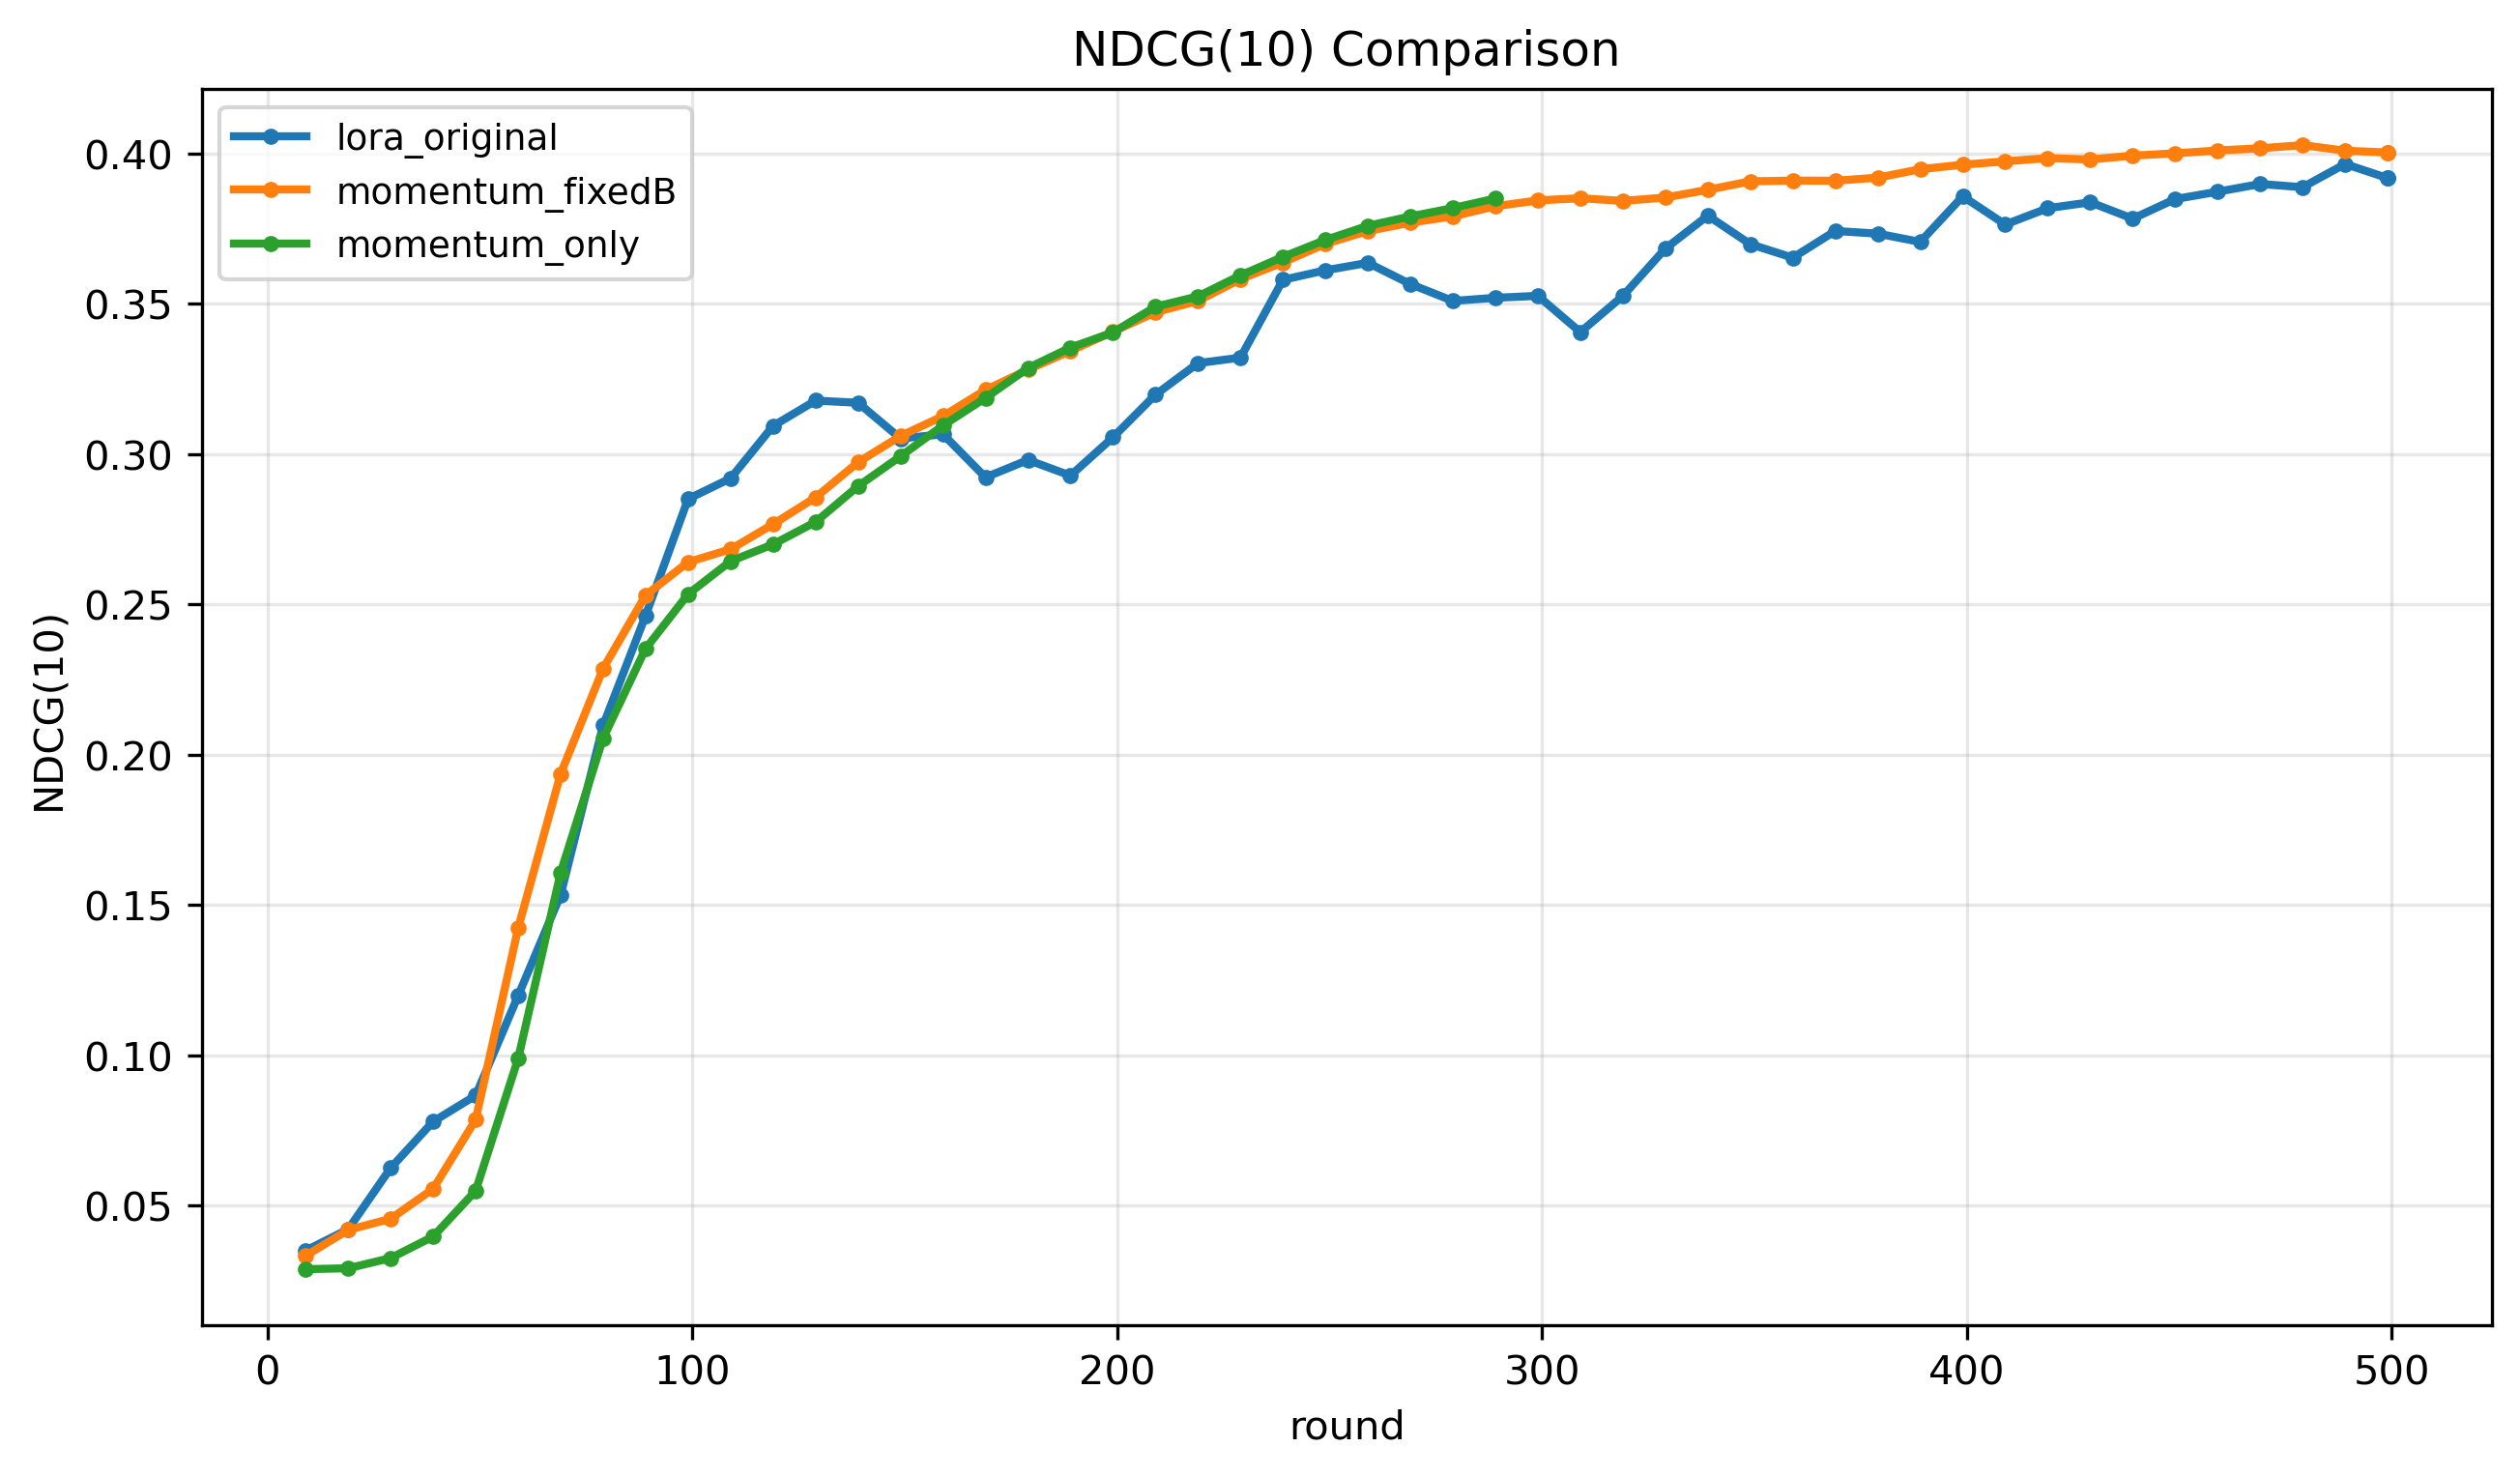 NDCG(10) Comparison
lora_original
momentum_fixedB
momentum_only
0.40
0.35
0.30
0.25
0.20
0.15
0.10
0.05
NDCG(10)
0 100 200 300 400 500
round